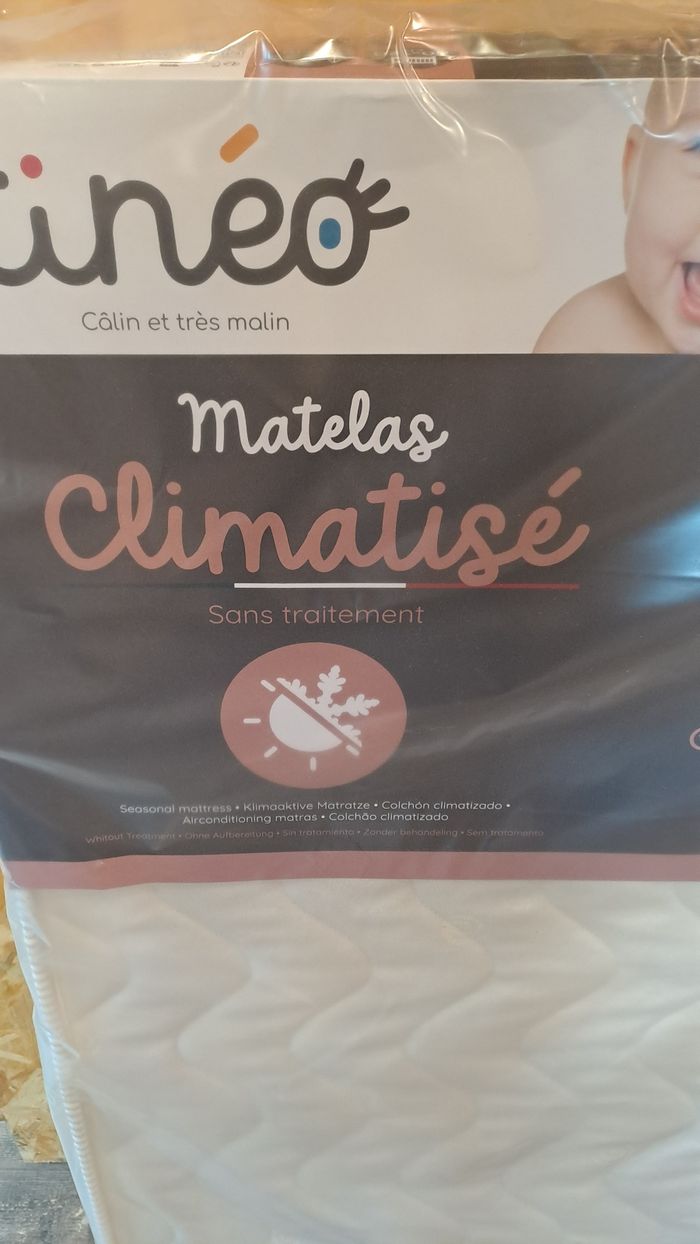 tinéo
Câlin et très malin
Matelas
Climatisé
Sans traitement
Seasonal mattress • Klimaaktive Matratze • Colchón climatizado •
Airconditioning matras • Colchão climatizado
Whitout Treatment • Ohne Aufbereitung • Sin tratamiento • Zonder behandeling • Sem tratamento